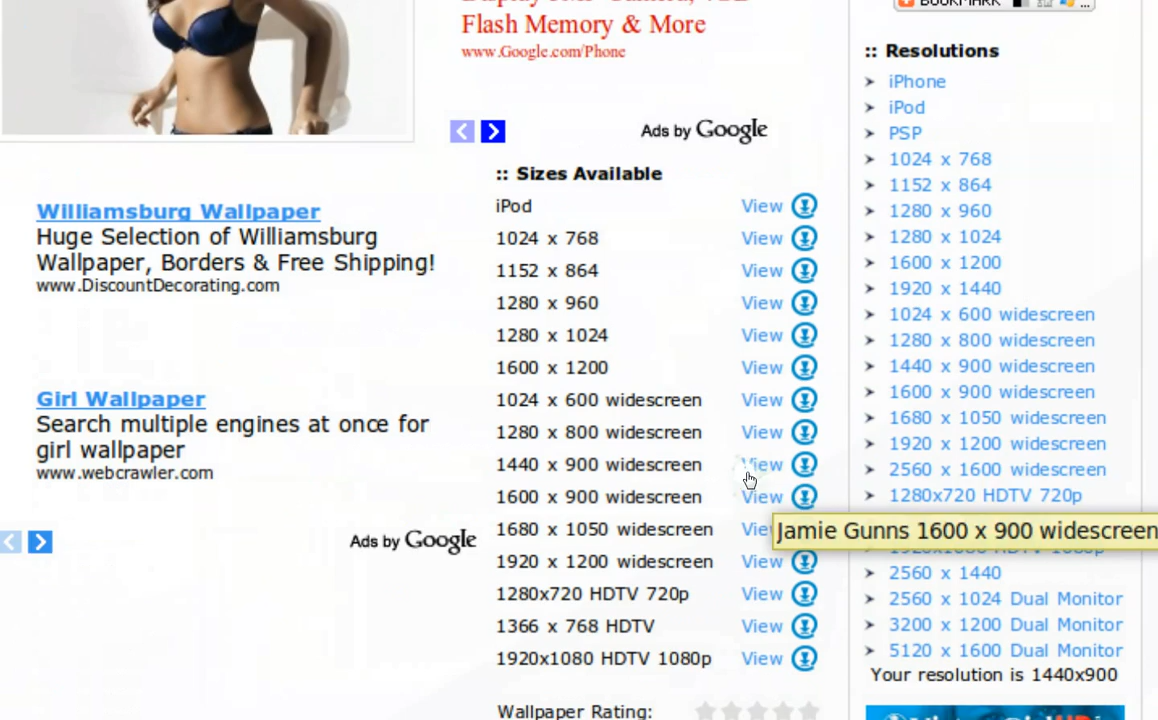 Flash Memory & More
www.Google.com/Phone
Ads by Google
:: Sizes Available
iPod View
1024 x 768 View
1152 x 864 View
1280 x 960 View
1280 x 1024 View
1600 x 1200 View
1024 x 600 widescreen View
1280 x 800 widescreen View
1440 x 900 widescreen View
1600 x 900 widescreen View
1680 x 1050 widescreen
1920 x 1200 widescreen View
1280x720 HDTV 720p View
1366 x 768 HDTV View
1920x1080 HDTV 1080p View
Wallpaper Rating:
Williamsburg Wallpaper
Huge Selection of Williamsburg
Wallpaper, Borders & Free Shipping!
www.DiscountDecorating.com
Girl Wallpaper
Search multiple engines at once for
girl wallpaper
www.webcrawler.com
Ads by Google
BOOKMARK
:: Resolutions
iPhone
iPod
PSP
1024 x 768
1152 x 864
1280 x 960
1280 x 1024
1600 x 1200
1920 x 1440
1024 x 600 widescreen
1280 x 800 widescreen
1440 x 900 widescreen
1600 x 900 widescreen
1680 x 1050 widescreen
1920 x 1200 widescreen
2560 x 1600 widescreen
1280x720 HDTV 720p
Jamie Gunns 1600 x 900 widescreen
2560 x 1440
2560 x 1024 Dual Monitor
3200 x 1200 Dual Monitor
5120 x 1600 Dual Monitor
Your resolution is 1440x900